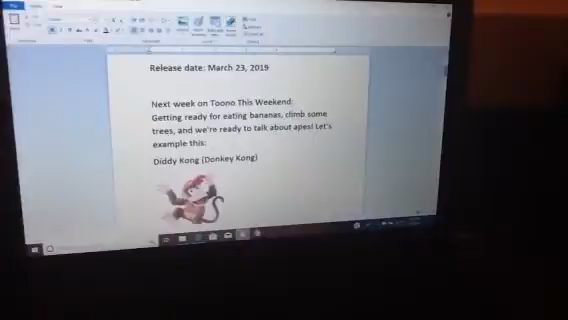 Release date: March 23, 2019
Next week on Toono This Weekend:
Getting ready for eating bananas, climb some
trees, and we're ready to talk about apes! Let's
example this:
Diddy Kong (Donkey Kong)